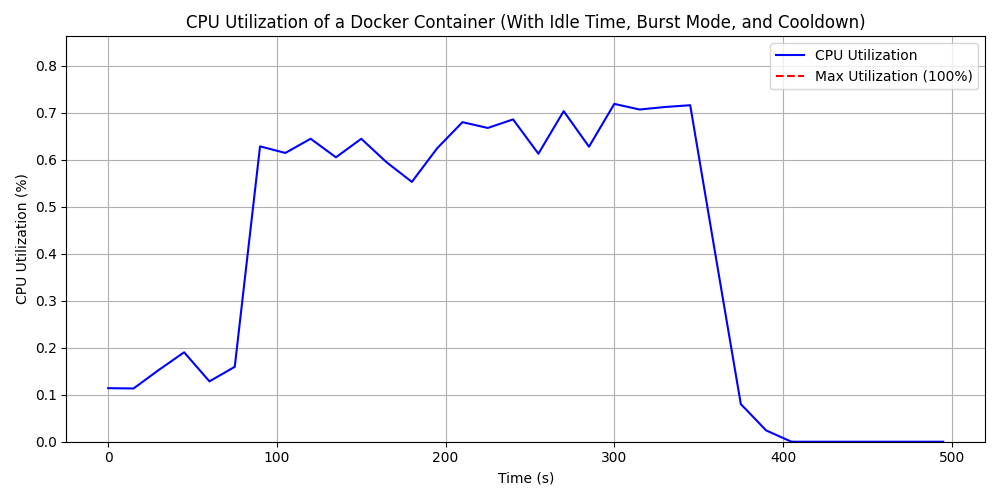 CPU Utilization of a Docker Container (With Idle Time, Burst Mode, and Cooldown)
CPU Utilization
Max Utilization (100%)
CPU Utilization (%)
0.8
0.7
0.6
0.5
0.4
0.3
0.2
0.1
0.0
0 100 200 300 400 500
Time (s)